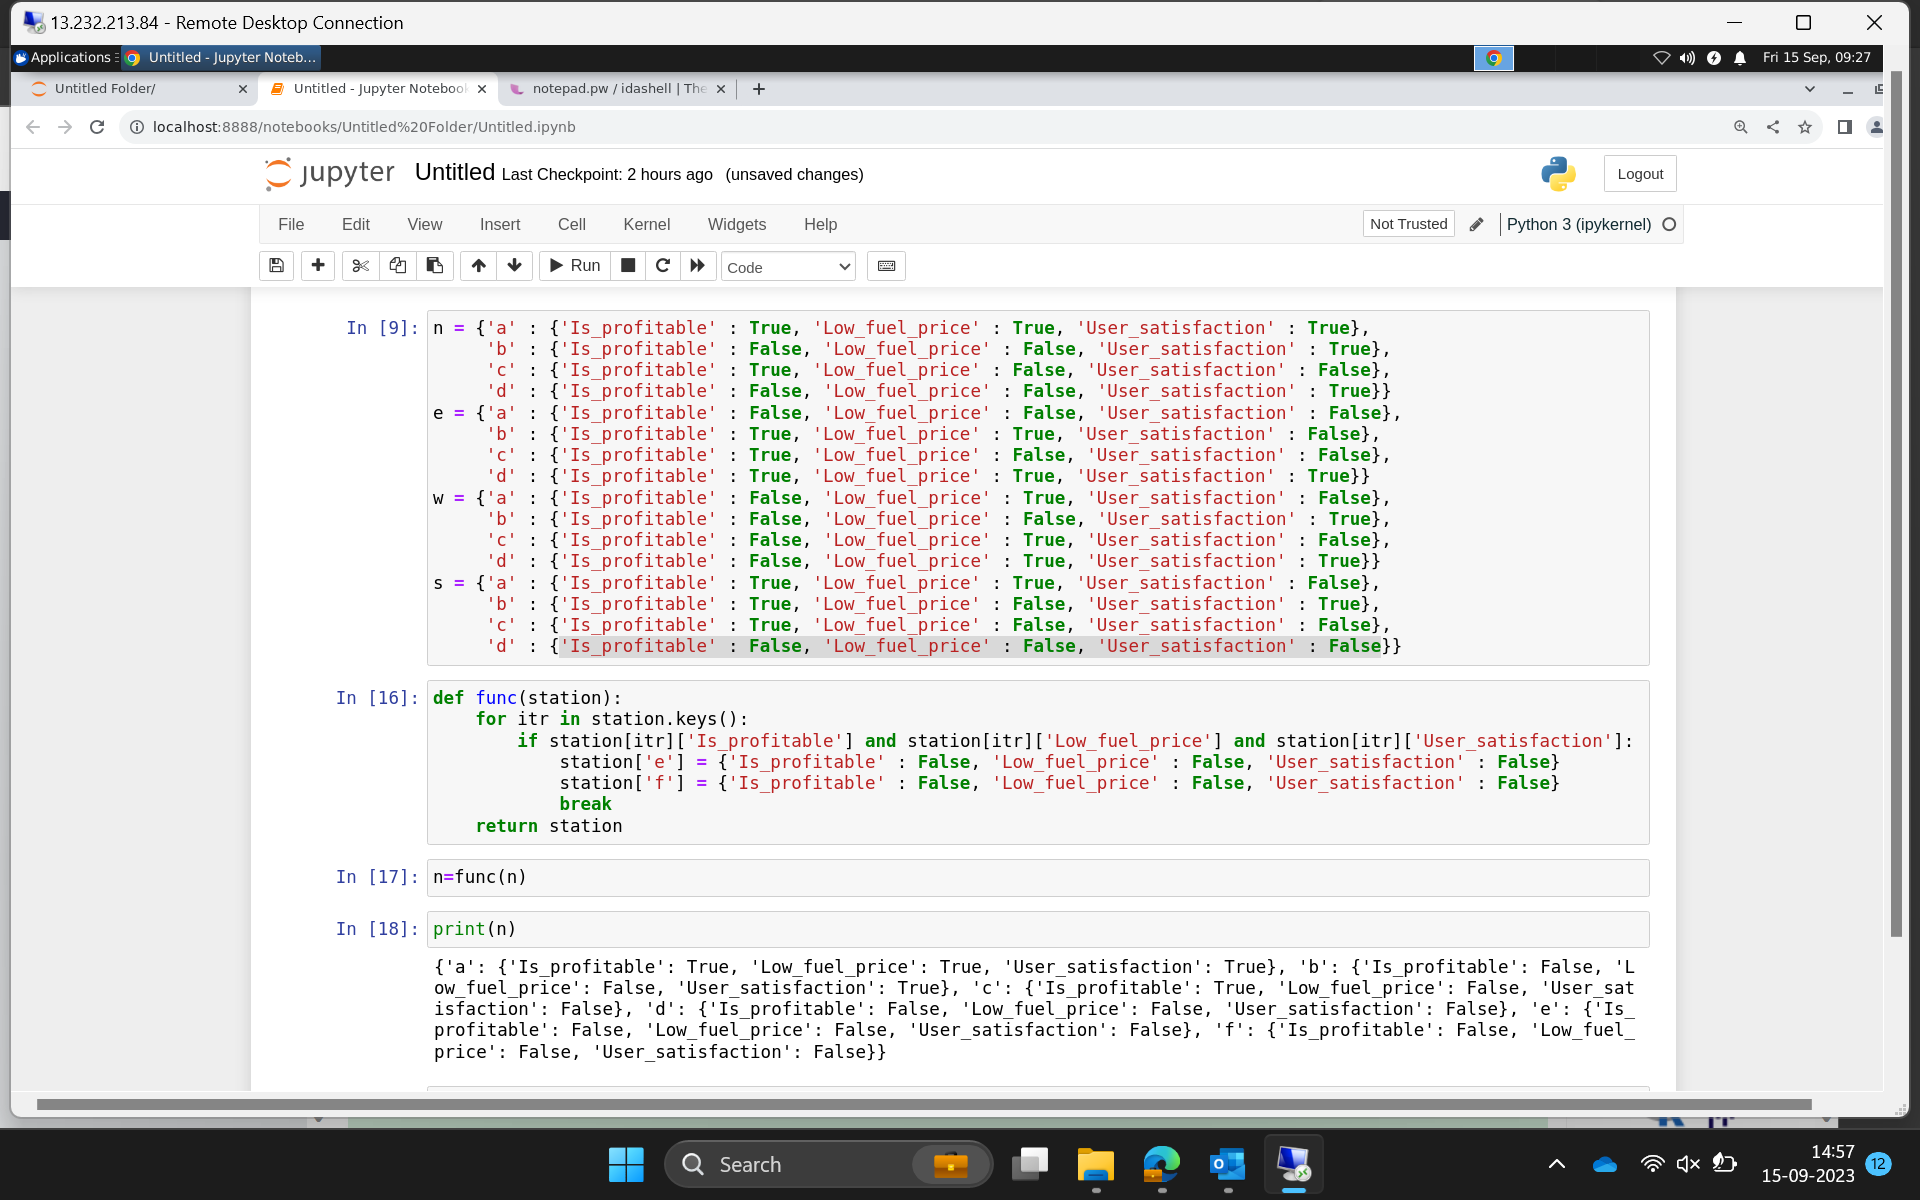 13.232.213.84 - Remote Desktop Connection
Applications
Untitled - Jupyter Noteb...
Fri 15 Sep, 09:27
Untitled Folder/
Untitled - Jupyter Notebook
notepad.pw / idashell | The
localhost:8888/notebooks/Untitled%20Folder/Untitled.ipynb
jupyter Untitled Last Checkpoint: 2 hours ago (unsaved changes)
Logout
File Edit View Insert Cell Kernel Widgets Help
Not Trusted
Python 3 (ipykernel)
Run
Code
In [9]: n = {'a' : {'Is_profitable' : True, 'Low_fuel_price' : True, 'User_satisfaction' : True},
'b' : {'Is_profitable' : False, 'Low_fuel_price' : False, 'User_satisfaction' : True},
'c' : {'Is_profitable' : True, 'Low_fuel_price' : False, 'User_satisfaction' : False},
'd' : {'Is_profitable' : False, 'Low_fuel_price' : False, 'User_satisfaction' : True}}
e = {'a' : {'Is_profitable' : False, 'Low_fuel_price' : False, 'User_satisfaction' : False},
'b' : {'Is_profitable' : True, 'Low_fuel_price' : True, 'User_satisfaction' : False},
'c' : {'Is_profitable' : True, 'Low_fuel_price' : False, 'User_satisfaction' : False},
'd' : {'Is_profitable' : True, 'Low_fuel_price' : True, 'User_satisfaction' : True}}
w = {'a' : {'Is_profitable' : False, 'Low_fuel_price' : True, 'User_satisfaction' : False},
'b' : {'Is_profitable' : False, 'Low_fuel_price' : False, 'User_satisfaction' : True},
'c' : {'Is_profitable' : False, 'Low_fuel_price' : True, 'User_satisfaction' : False},
'd' : {'Is_profitable' : False, 'Low_fuel_price' : True, 'User_satisfaction' : True}}
s = {'a' : {'Is_profitable' : True, 'Low_fuel_price' : True, 'User_satisfaction' : False},
'b' : {'Is_profitable' : True, 'Low_fuel_price' : False, 'User_satisfaction' : True},
'c' : {'Is_profitable' : True, 'Low_fuel_price' : False, 'User_satisfaction' : False},
'd' : {'Is_profitable' : False, 'Low_fuel_price' : False, 'User_satisfaction' : False}}
In [16]: def func(station):
for itr in station.keys():
if station[itr]['Is_profitable'] and station[itr]['Low_fuel_price'] and station[itr]['User_satisfaction']:
station['e'] = {'Is_profitable' : False, 'Low_fuel_price' : False, 'User_satisfaction' : False}
station['f'] = {'Is_profitable' : False, 'Low_fuel_price' : False, 'User_satisfaction' : False}
break
return station
In [17]: n=func(n)
In [18]: print(n)
{'a': {'Is_profitable': True, 'Low_fuel_price': True, 'User_satisfaction': True}, 'b': {'Is_profitable': False, 'L
ow_fuel_price': False, 'User_satisfaction': True}, 'c': {'Is_profitable': True, 'Low_fuel_price': False, 'User_sat
isfaction': False}, 'd': {'Is_profitable': False, 'Low_fuel_price': False, 'User_satisfaction': False}, 'e': {'Is_
profitable': False, 'Low_fuel_price': False, 'User_satisfaction': False}, 'f': {'Is_profitable': False, 'Low_fuel_
price': False, 'User_satisfaction': False}}
Search
14:57
15-09-2023
12